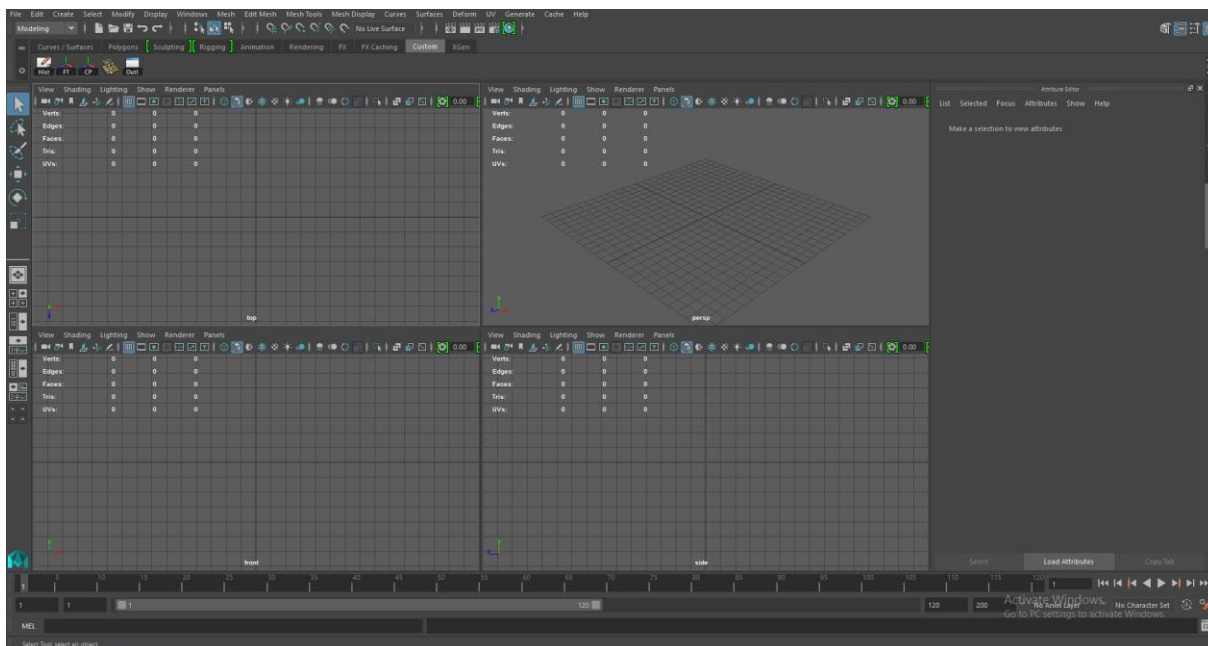 File Edit Create Select Modify Display Windows Mesh Edit Mesh Mesh Tools Mesh Display Curves Surfaces Deform UV Generate Cache Help
Modeling No Live Surface
Curves / Surfaces Polygons Sculpting Rigging Animation Rendering FX FX Caching Custom XGen
Hist FT CP Outl
View Shading Lighting Show Renderer Panels
0.00
Verts: 0 0 0
Edges: 0 0 0
Faces: 0 0 0
Tris: 0 0 0
UVs: 0 0 0
top
View Shading Lighting Show Renderer Panels
0.00
Verts: 0 0 0
Edges: 0 0 0
Faces: 0 0 0
Tris: 0 0 0
UVs: 0 0 0
persp
Attribute Editor
List Selected Focus Attributes Show Help
Make a selection to view attributes
View Shading Lighting Show Renderer Panels
0.00
Verts: 0 0 0
Edges: 0 0 0
Faces: 0 0 0
Tris: 0 0 0
UVs: 0 0 0
front
View Shading Lighting Show Renderer Panels
0.00
Verts: 0 0 0
Edges: 0 0 0
Faces: 0 0 0
Tris: 0 0 0
UVs: 0 0 0
side
Select Load Attributes Copy Tab
1 5 10 15 20 25 30 35 40 45 50 55 60 65 70 75 80 85 90 95 100 105 110 115 120 1
1 1 1 120 120 200 No Anim Layer No Character Set
Activate Windows
Go to PC settings to activate Windows.
MEL
Select Tool: select an object